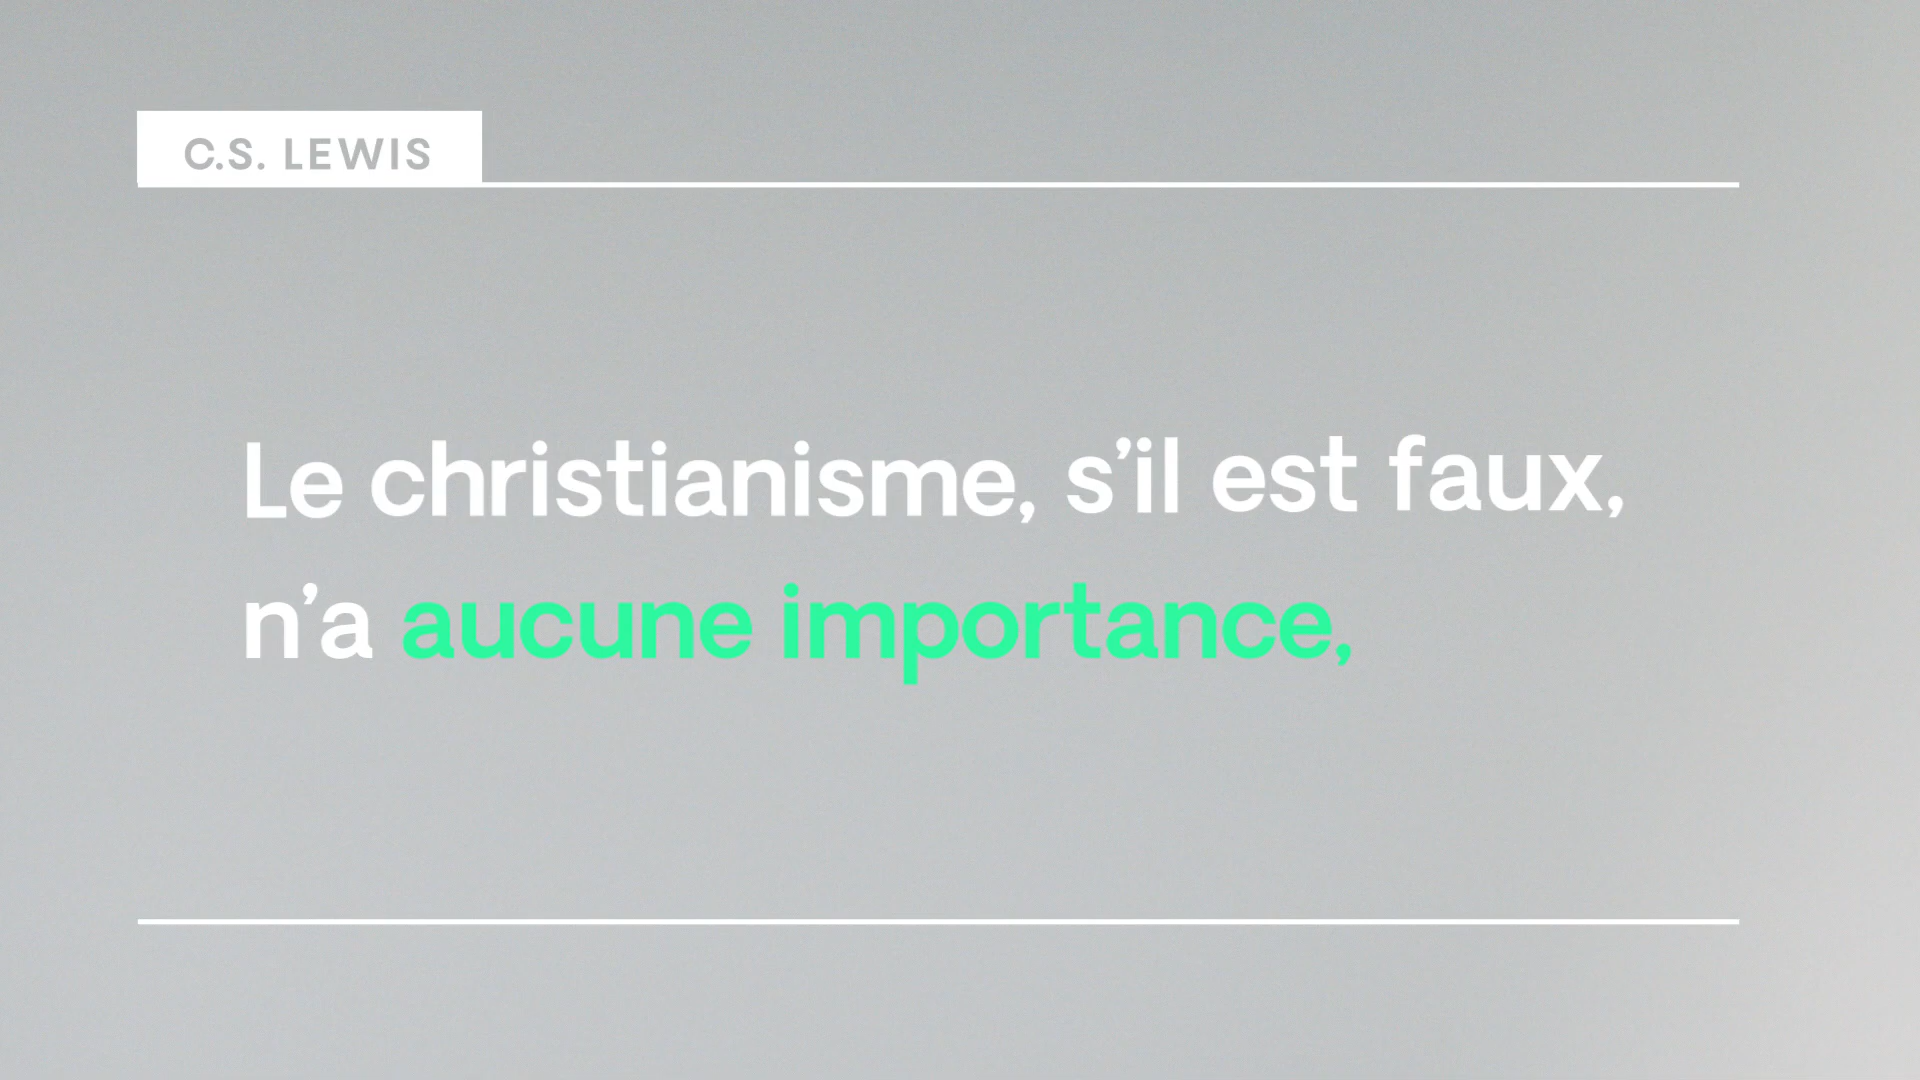 C.S. LEWIS
Le christianisme, s’il est faux,
n’a aucune importance,